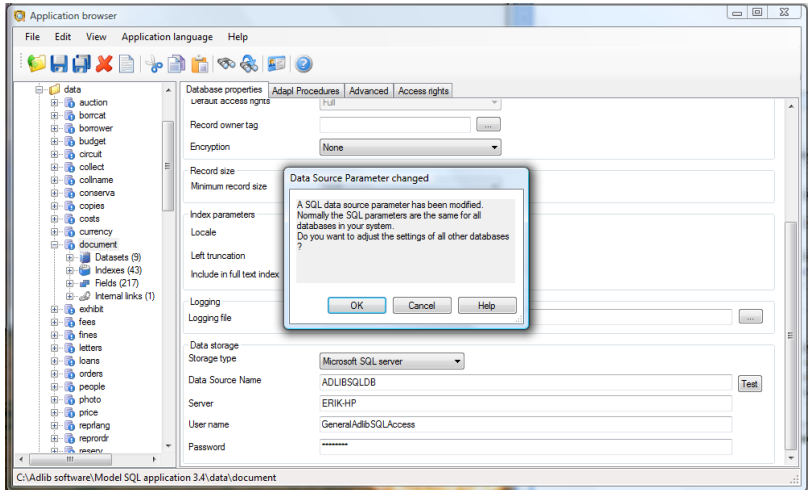 Application browser
File Edit View Application language Help
data
auction
borrcat
borrower
budget
circuit
collect
collname
conserva
copies
costs
currency
document
Datasets (9)
Indexes (43)
Fields (217)
Internal links (1)
exhibit
fees
fines
letters
loans
orders
people
photo
price
reprlang
reprordr
reserv
Database properties Adapl Procedures Advanced Access rights
Default access rights Full
Record owner tag ...
Encryption None
Record size
Minimum record size
Index parameters
Locale
Left truncation
Include in full text index
Logging
Logging file ...
Data storage
Storage type Microsoft SQL server
Data Source Name ADLIBSQLDB Test
Server ERIK-HP
User name GeneralAdlibSQLAccess
Password ********
Data Source Parameter changed
A SQL data source parameter has been modified.
Normally the SQL parameters are the same for all
databases in your system.
Do you want to adjust the settings of all other databases
?
OK Cancel Help
C:\Adlib software\Model SQL application 3.4\data\document